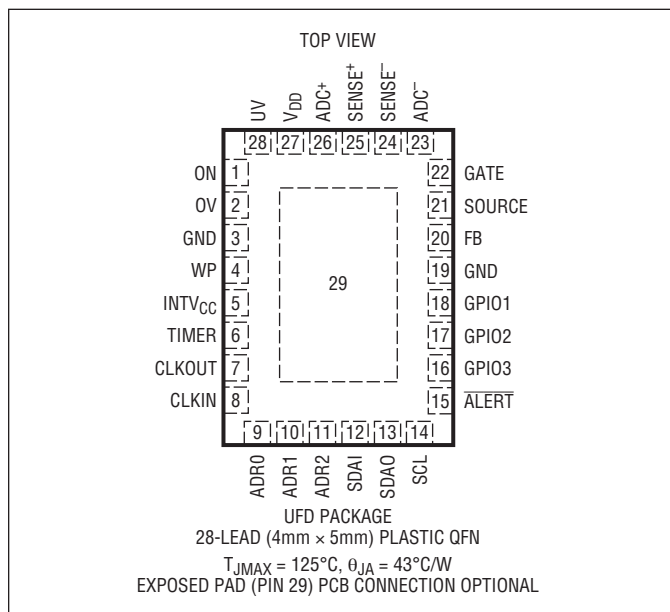 TOP VIEW
UV
VDD
ADC+
SENSE+
SENSE–
ADC–
28 27 26 25 24 23
ON 1
OV 2
GND 3
WP 4
INTVCC 5
TIMER 6
CLKOUT 7
CLKIN 8
22 GATE
21 SOURCE
20 FB
19 GND
18 GPIO1
17 GPIO2
16 GPIO3
15 ALERT
29
9 10 11 12 13 14
ADR0
ADR1
ADR2
SDAI
SDAO
SCL
UFD PACKAGE
28-LEAD (4mm × 5mm) PLASTIC QFN
TJMAX = 125°C, θJA = 43°C/W
EXPOSED PAD (PIN 29) PCB CONNECTION OPTIONAL